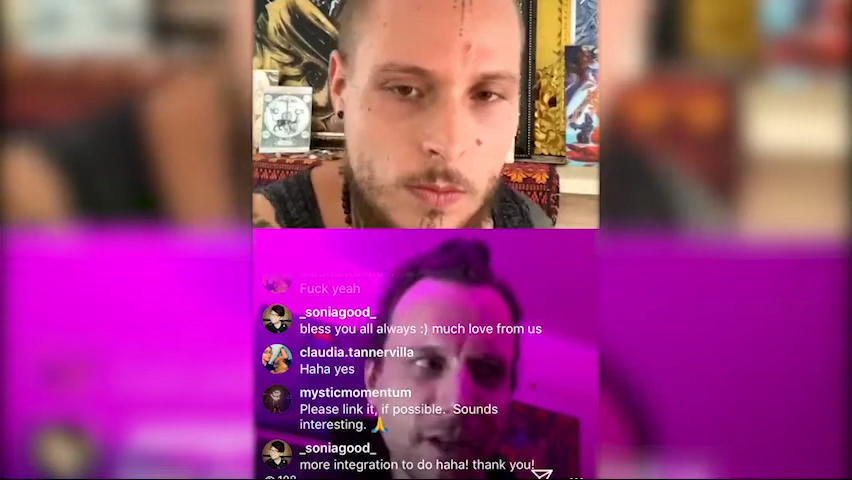 Fuck yeah
_soniagood_
bless you all always :) much love from us
claudia.tannervilla
Haha yes
mysticmomentum
Please link it, if possible. Sounds
interesting. 🙏
_soniagood_
more integration to do haha! thank you!